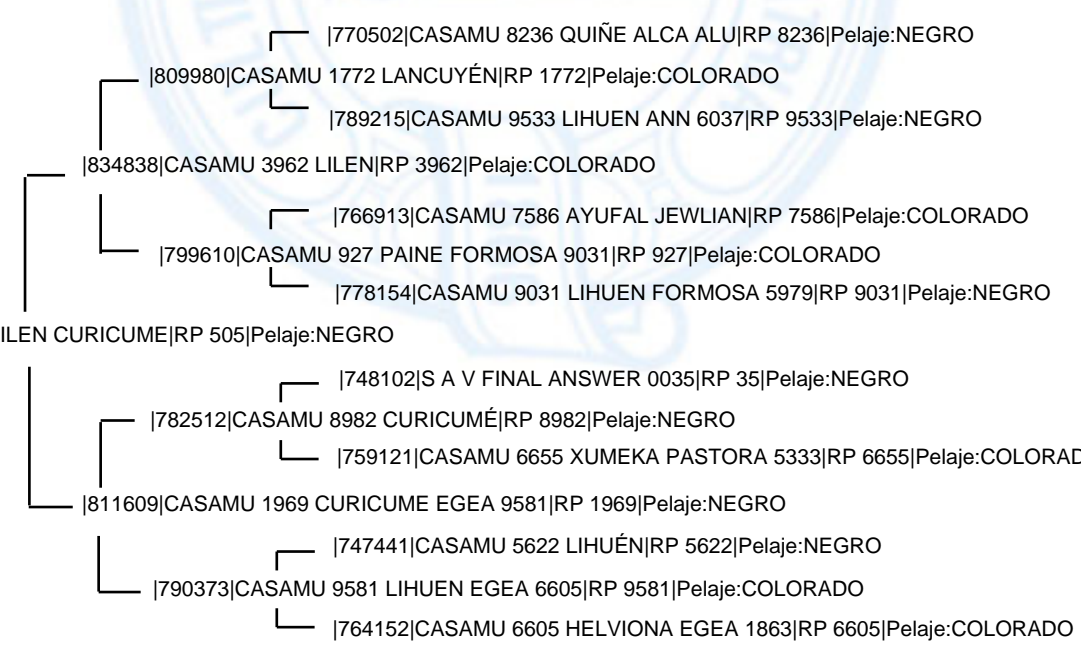 |770502|CASAMU 8236 QUIÑE ALCA ALU|RP 8236|Pelaje:NEGRO
|809980|CASAMU 1772 LANCUYÉN|RP 1772|Pelaje:COLORADO
|789215|CASAMU 9533 LIHUEN ANN 6037|RP 9533|Pelaje:NEGRO
|834838|CASAMU 3962 LILEN|RP 3962|Pelaje:COLORADO
|766913|CASAMU 7586 AYUFAL JEWLIAN|RP 7586|Pelaje:COLORADO
|799610|CASAMU 927 PAINE FORMOSA 9031|RP 927|Pelaje:COLORADO
|778154|CASAMU 9031 LIHUEN FORMOSA 5979|RP 9031|Pelaje:NEGRO
ILEN CURICUME|RP 505|Pelaje:NEGRO
|748102|S A V FINAL ANSWER 0035|RP 35|Pelaje:NEGRO
|782512|CASAMU 8982 CURICUMÉ|RP 8982|Pelaje:NEGRO
|759121|CASAMU 6655 XUMEKA PASTORA 5333|RP 6655|Pelaje:COLORAD
|811609|CASAMU 1969 CURICUME EGEA 9581|RP 1969|Pelaje:NEGRO
|747441|CASAMU 5622 LIHUÉN|RP 5622|Pelaje:NEGRO
|790373|CASAMU 9581 LIHUEN EGEA 6605|RP 9581|Pelaje:COLORADO
|764152|CASAMU 6605 HELVIONA EGEA 1863|RP 6605|Pelaje:COLORADO